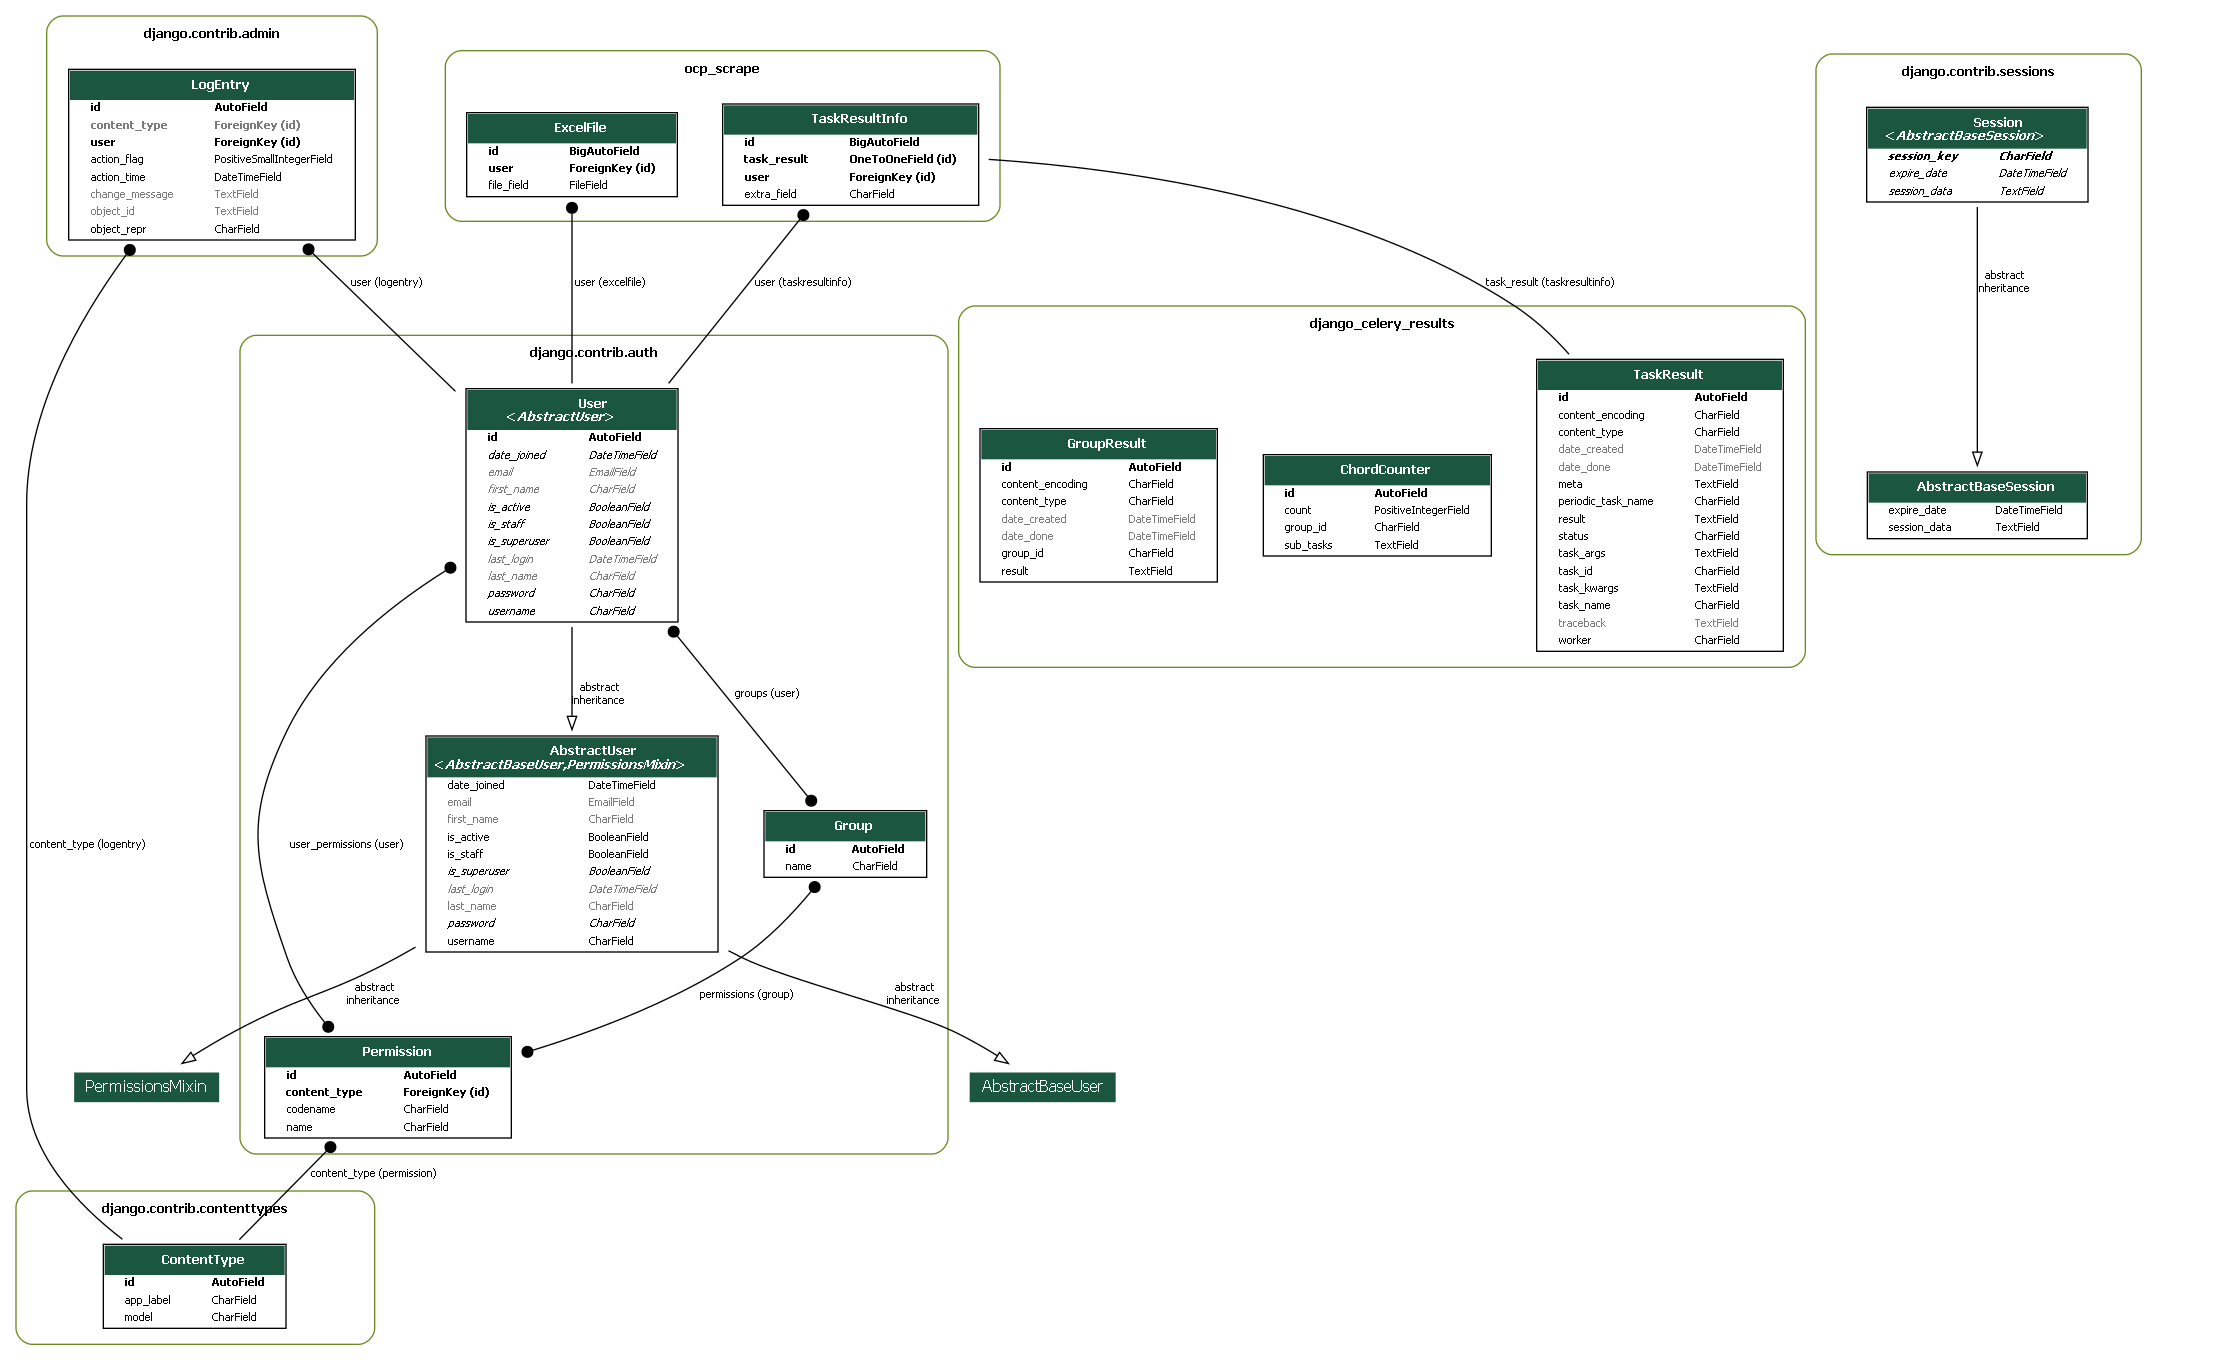 django.contrib.admin
LogEntry
id AutoField
content_type ForeignKey (id)
user ForeignKey (id)
action_flag PositiveSmallIntegerField
action_time DateTimeField
change_message TextField
object_id TextField
object_repr CharField
ocp_scrape
ExcelFile
id BigAutoField
user ForeignKey (id)
file_field FileField
TaskResultInfo
id BigAutoField
task_result OneToOneField (id)
user ForeignKey (id)
extra_field CharField
django.contrib.sessions
Session
<AbstractBaseSession>
session_key CharField
expire_date DateTimeField
session_data TextField
abstract
inheritance
AbstractBaseSession
expire_date DateTimeField
session_data TextField
user (logentry)
user (excelfile)
user (taskresultinfo)
task_result (taskresultinfo)
django_celery_results
GroupResult
id AutoField
content_encoding CharField
content_type CharField
date_created DateTimeField
date_done DateTimeField
group_id CharField
result TextField
ChordCounter
id AutoField
count PositiveIntegerField
group_id CharField
sub_tasks TextField
TaskResult
id AutoField
content_encoding CharField
content_type CharField
date_created DateTimeField
date_done DateTimeField
meta TextField
periodic_task_name CharField
result TextField
status CharField
task_args TextField
task_id CharField
task_kwargs TextField
task_name CharField
traceback TextField
worker CharField
django.contrib.auth
User
<AbstractUser>
id AutoField
date_joined DateTimeField
email EmailField
first_name CharField
is_active BooleanField
is_staff BooleanField
is_superuser BooleanField
last_login DateTimeField
last_name CharField
password CharField
username CharField
abstract
inheritance
groups (user)
AbstractUser
<AbstractBaseUser,PermissionsMixin>
date_joined DateTimeField
email EmailField
first_name CharField
is_active BooleanField
is_staff BooleanField
is_superuser BooleanField
last_login DateTimeField
last_name CharField
password CharField
username CharField
Group
id AutoField
name CharField
content_type (logentry)
user_permissions (user)
abstract
inheritance
permissions (group)
abstract
inheritance
PermissionsMixin
Permission
id AutoField
content_type ForeignKey (id)
codename CharField
name CharField
AbstractBaseUser
content_type (permission)
django.contrib.contenttypes
ContentType
id AutoField
app_label CharField
model CharField